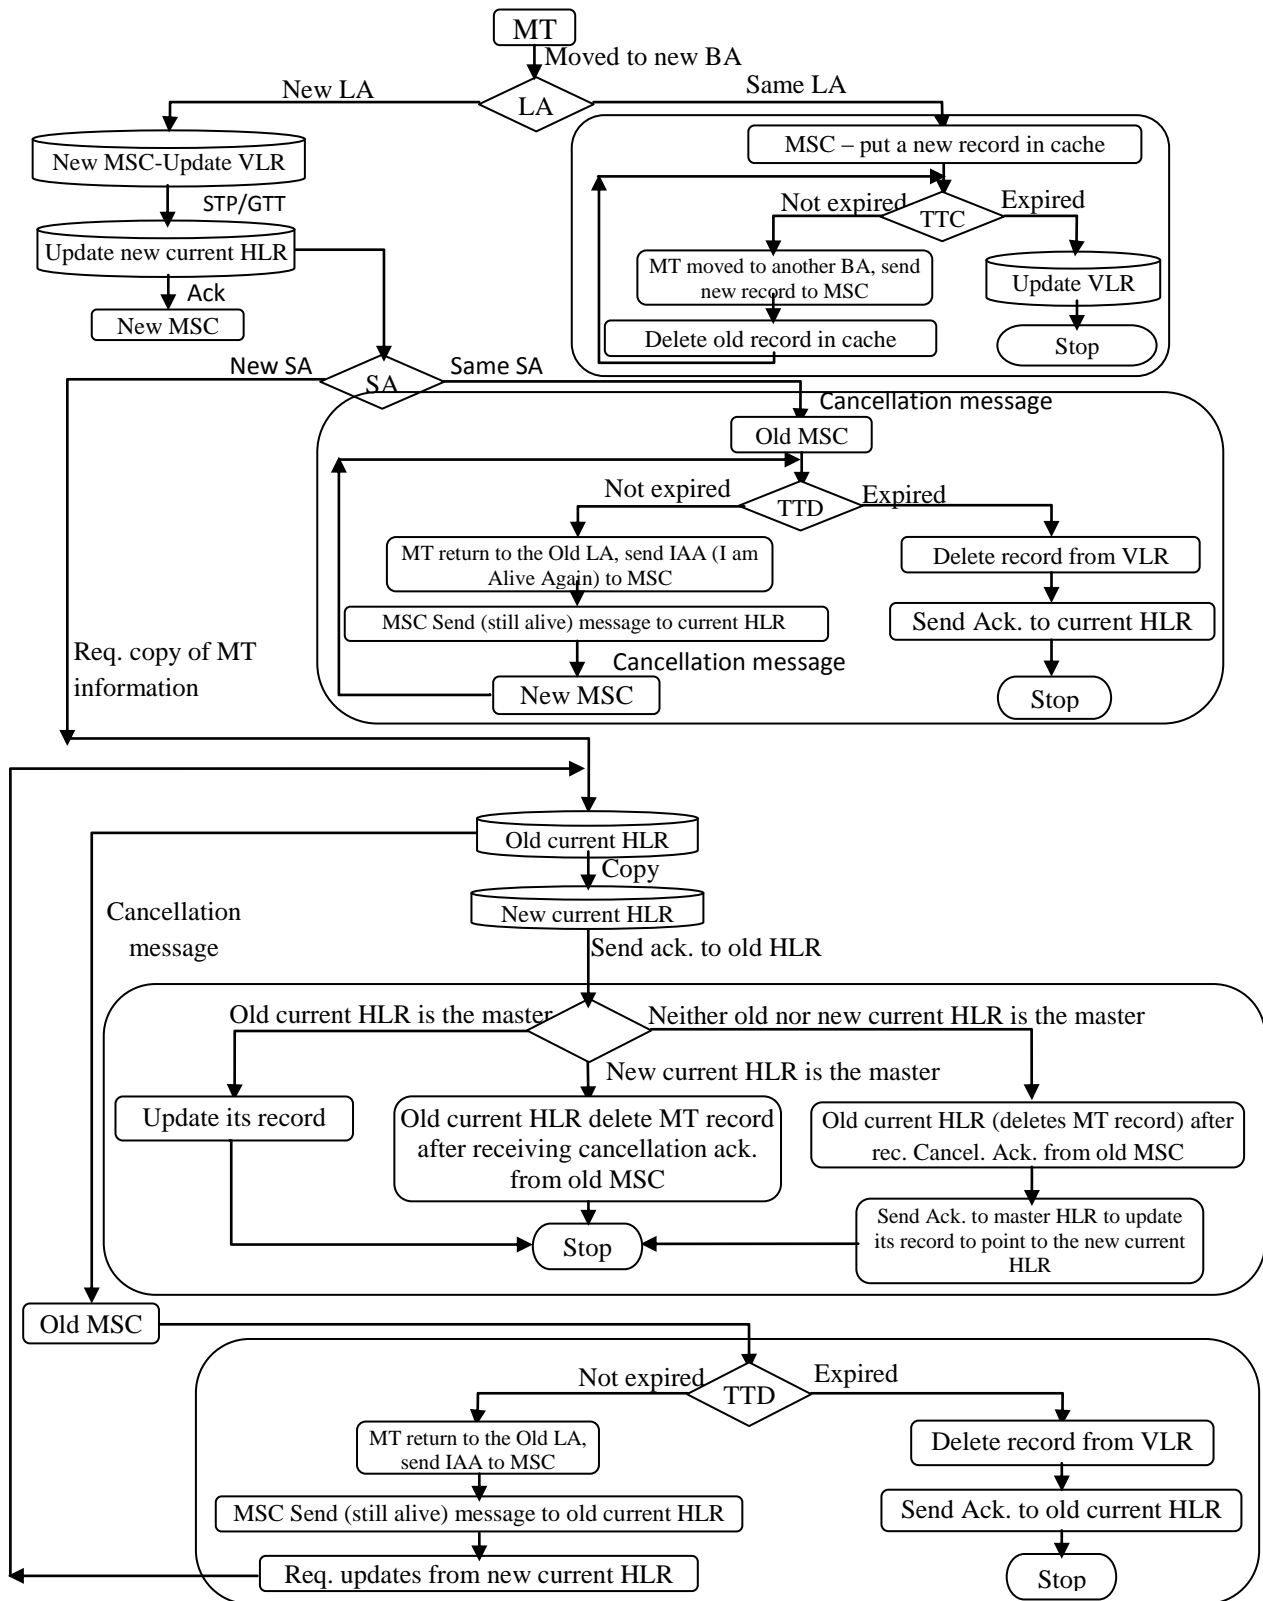 MT
Moved to new BA
New LA
LA
Same LA
New MSC-Update VLR
STP/GTT
Update new current HLR
Ack
New MSC
MSC – put a new record in cache
Not expired
TTC
Expired
MT moved to another BA, send
new record to MSC
Delete old record in cache
Update VLR
Stop
New SA
SA
Same SA
Cancellation message
Old MSC
Not expired
TTD
Expired
MT return to the Old LA, send IAA (I am
Alive Again) to MSC
MSC Send (still alive) message to current HLR
Cancellation message
New MSC
Delete record from VLR
Send Ack. to current HLR
Stop
Req. copy of MT
information
Old current HLR
Copy
New current HLR
Send ack. to old HLR
Cancellation
message
Old current HLR is the master
Neither old nor new current HLR is the master
New current HLR is the master
Update its record
Old current HLR delete MT record
after receiving cancellation ack.
from old MSC
Old current HLR (deletes MT record) after
rec. Cancel. Ack. from old MSC
Send Ack. to master HLR to update
its record to point to the new current
HLR
Stop
Old MSC
Not expired
TTD
Expired
MT return to the Old LA,
send IAA to MSC
MSC Send (still alive) message to old current HLR
Req. updates from new current HLR
Delete record from VLR
Send Ack. to old current HLR
Stop